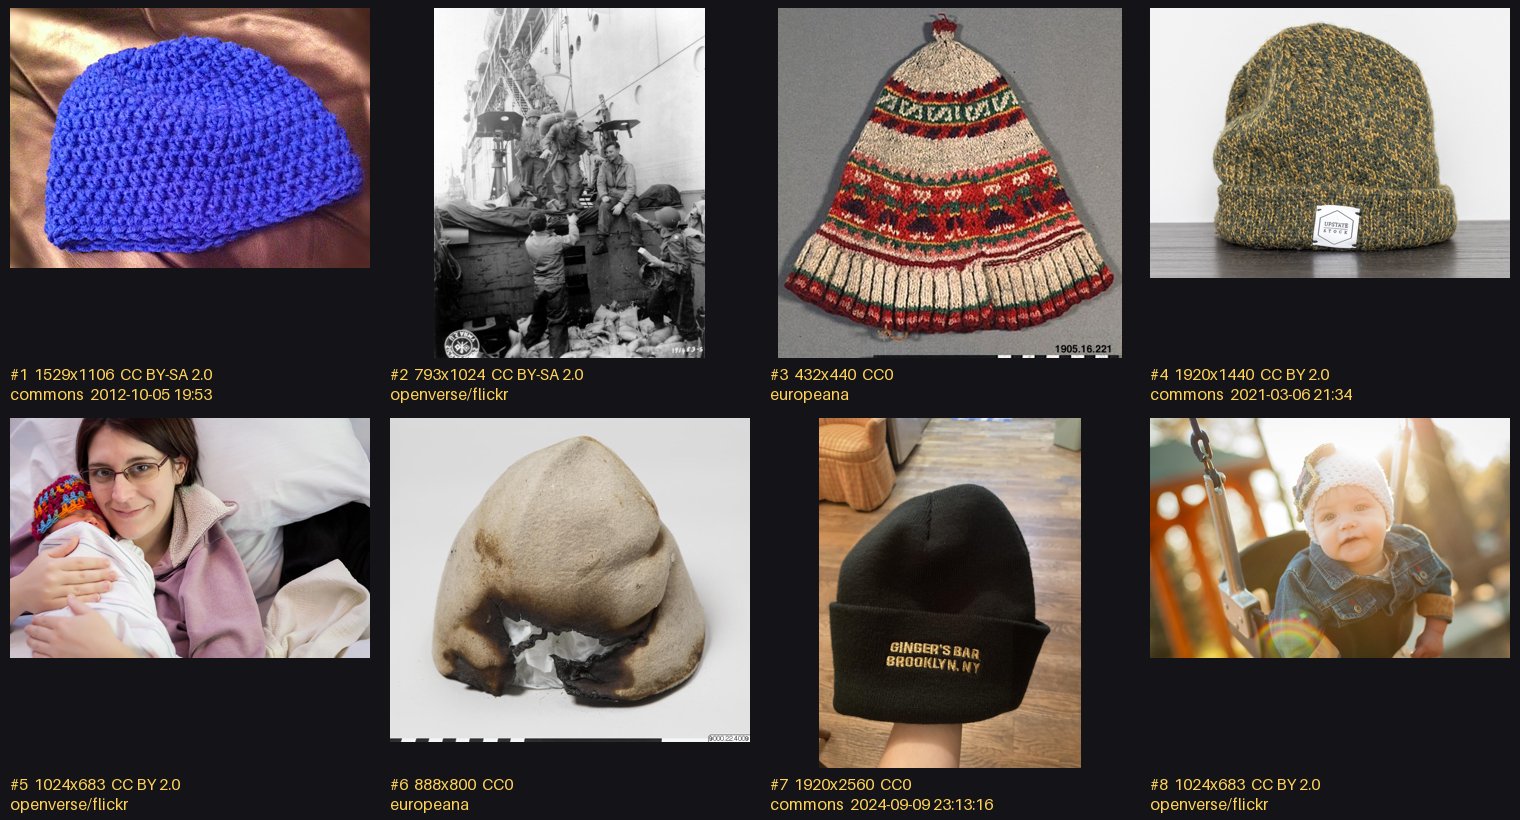 1905.16.221
UPSTATE
STOCK
#1 1529x1106 CC BY-SA 2.0
commons 2012-10-05 19:53
#2 793x1024 CC BY-SA 2.0
openverse/flickr
#3 432x440 CC0
europeana
#4 1920x1440 CC BY 2.0
commons 2021-03-06 21:34
GINGER'S BAR
BROOKLYN, NY
#5 1024x683 CC BY 2.0
openverse/flickr
#6 888x800 CC0
europeana
#7 1920x2560 CC0
commons 2024-09-09 23:13:16
#8 1024x683 CC BY 2.0
openverse/flickr